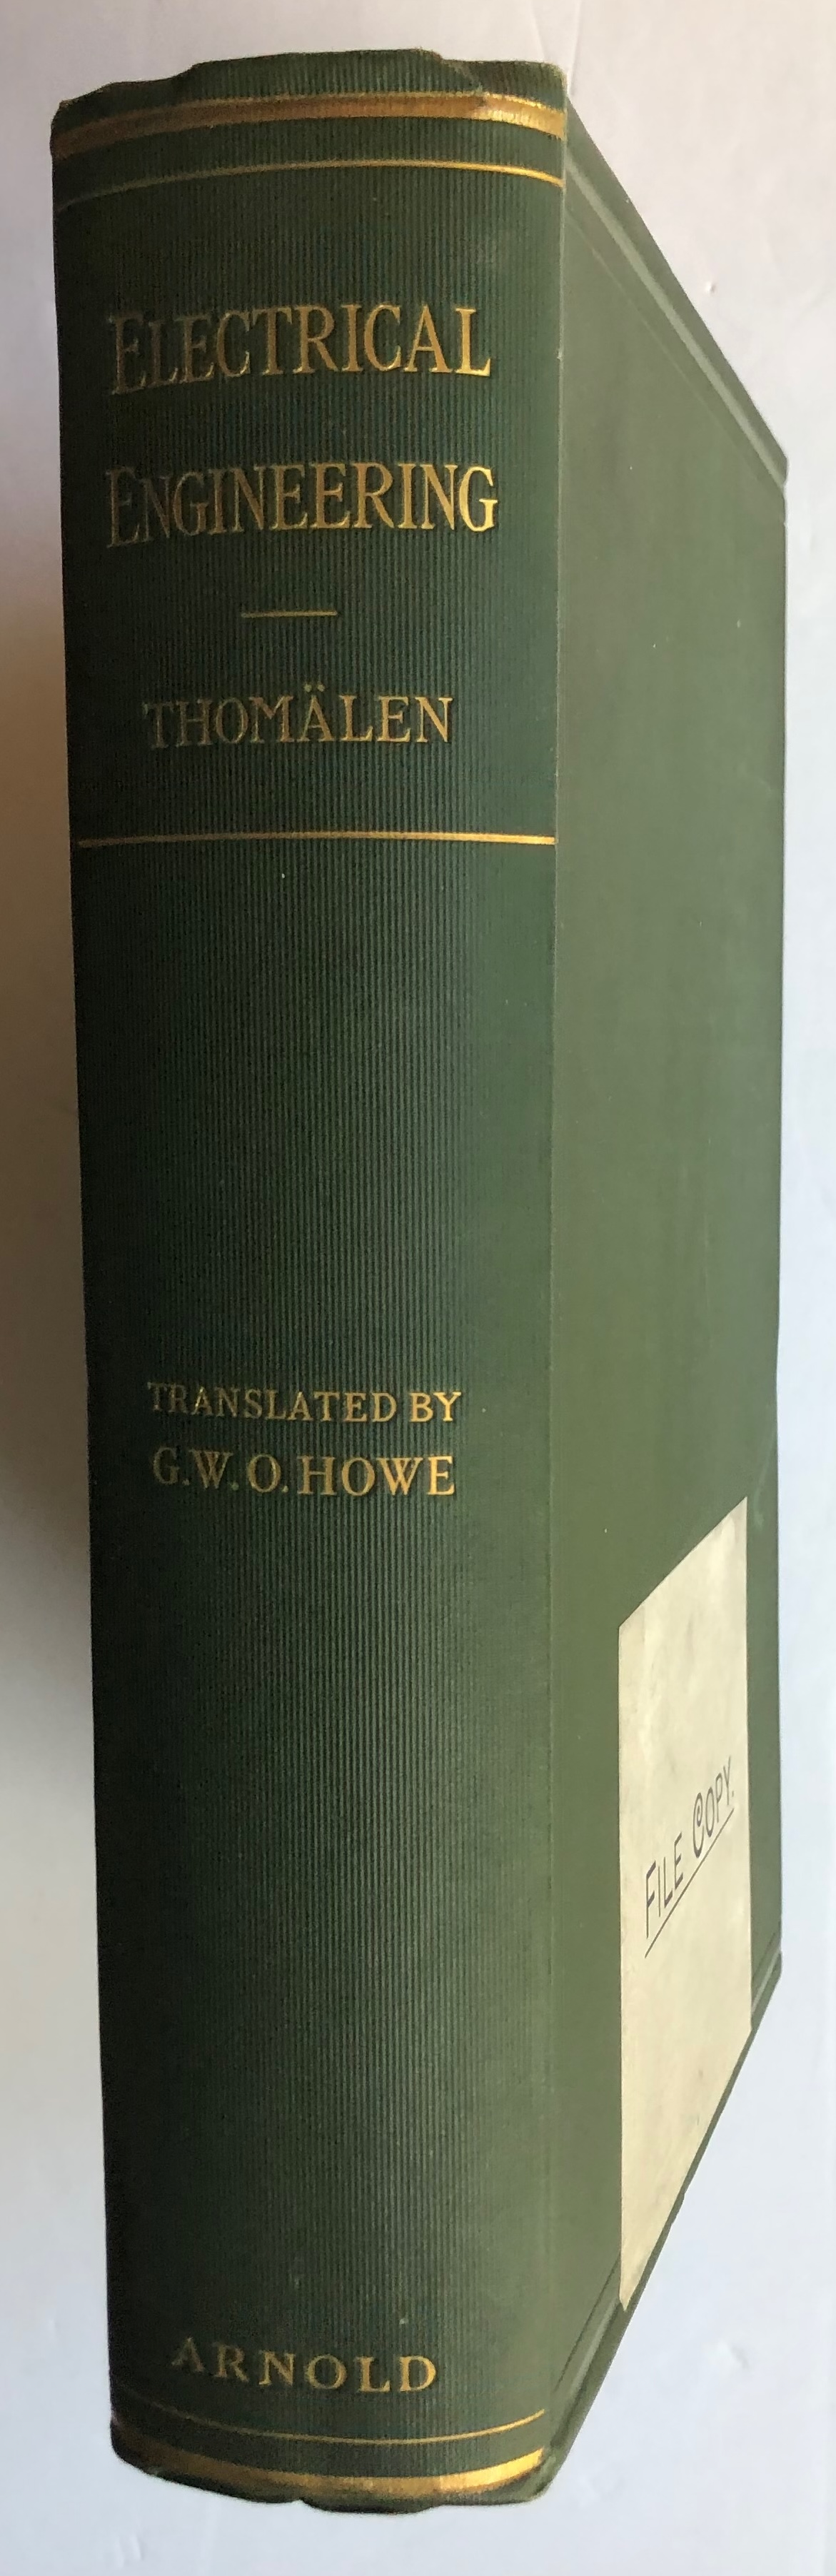 ELECTRICAL
ENGINEERING
THOMÄLEN
TRANSLATED BY
G.W.O.HOWE
ARNOLD
FILE COPY.